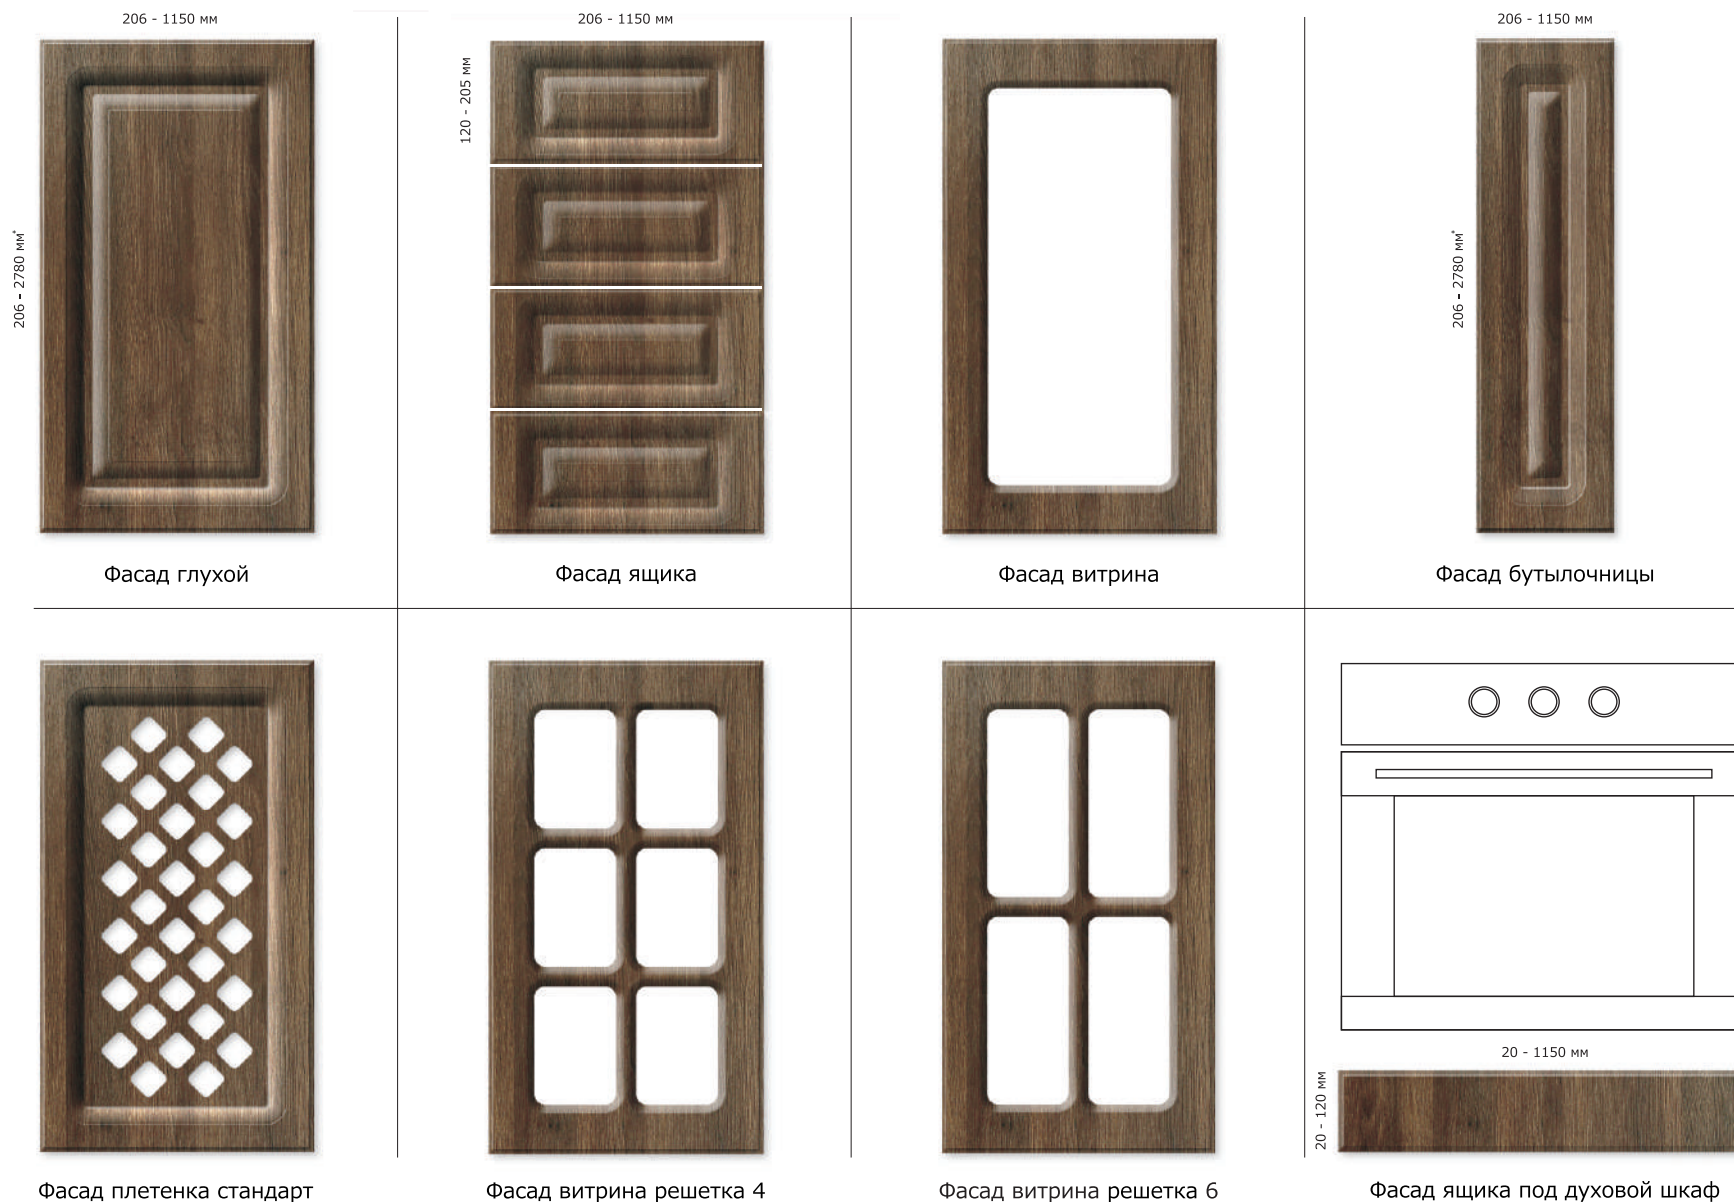 206 - 1150 мм
206 - 1150 мм
206 - 1150 мм
206 - 2780 мм*
120 - 205 мм
206 - 2780 мм*
Фасад глухой
Фасад ящика
Фасад витрина
Фасад бутылочницы
20 - 1150 мм
20 - 120 мм
Фасад плетенка стандарт
Фасад витрина решетка 4
Фасад витрина решетка 6
Фасад ящика под духовой шкаф